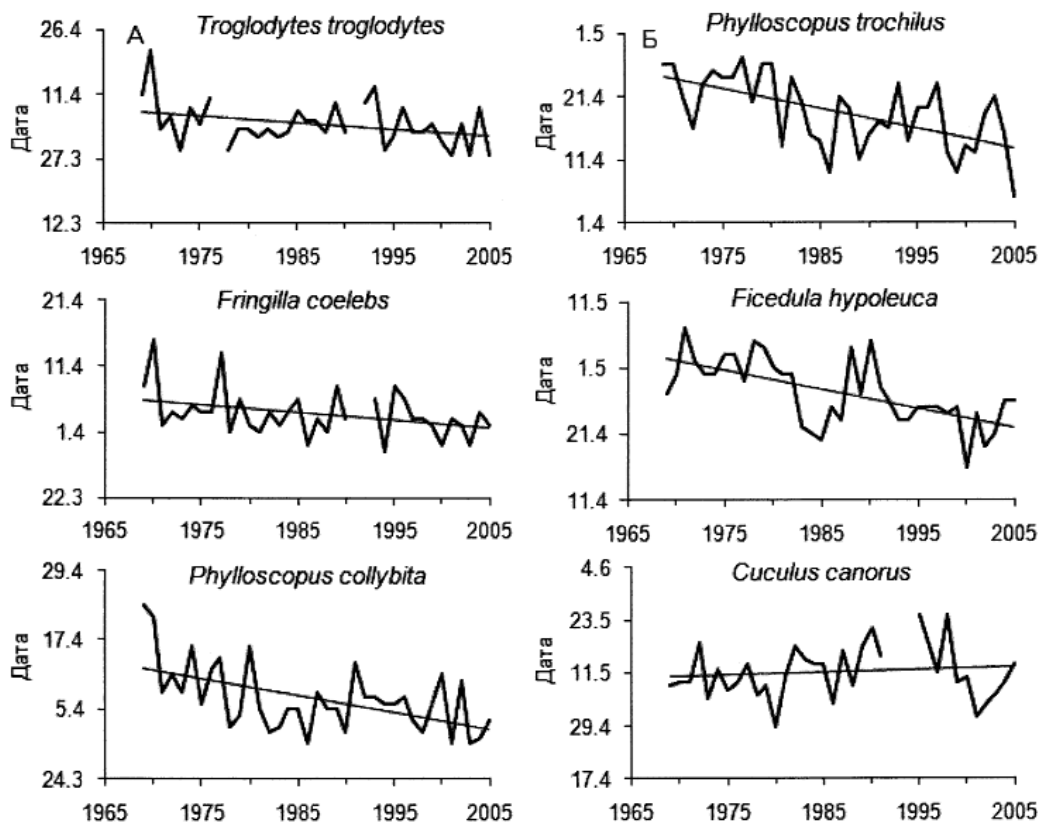 А
Troglodytes troglodytes
Дата
26.4
11.4
27.3
12.3
1965 1975 1985 1995 2005
Б
Phylloscopus trochilus
Дата
1.5
21.4
11.4
1.4
1965 1975 1985 1995 2005
Fringilla coelebs
Дата
21.4
11.4
1.4
22.3
1965 1975 1985 1995 2005
Ficedula hypoleuca
Дата
11.5
1.5
21.4
11.4
1965 1975 1985 1995 2005
Phylloscopus collybita
Дата
29.4
17.4
5.4
24.3
1965 1975 1985 1995 2005
Cuculus canorus
Дата
4.6
23.5
11.5
29.4
17.4
1965 1975 1985 1995 2005